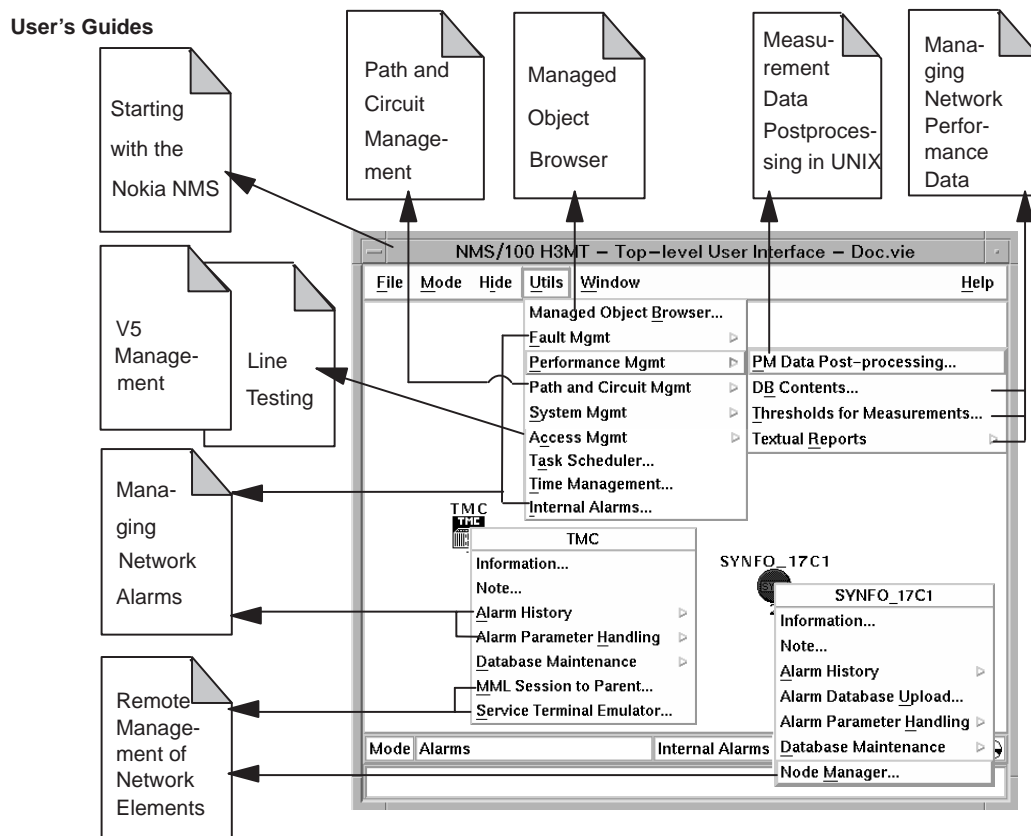 User's Guides
Starting
with the
Nokia NMS
Path and
Circuit
Manage-
ment
Managed
Object
Browser
Measu-
rement
Data
Postproces-
sing in UNIX
Mana-
ging
Network
Perfor-
mance
Data
V5
Manage-
ment
Line
Testing
Mana-
ging
Network
Alarms
Remote
Manage-
ment of
Network
Elements
NMS/100 H3MT – Top-level User Interface – Doc.vie
File Mode Hide Utils Window Help
Managed Object Browser...
Fault Mgmt
Performance Mgmt
Path and Circuit Mgmt
System Mgmt
Access Mgmt
Task Scheduler...
Time Management...
Internal Alarms...
PM Data Post-processing...
DB Contents...
Thresholds for Measurements...
Textual Reports
TMC
TMC
TMC
Information...
Note...
Alarm History
Alarm Parameter Handling
Database Maintenance
MML Session to Parent...
Service Terminal Emulator...
SYNFO_17C1
SYNFO_17C1
Information...
Note...
Alarm History
Alarm Database Upload...
Alarm Parameter Handling
Database Maintenance
Node Manager...
Mode Alarms Internal Alarms